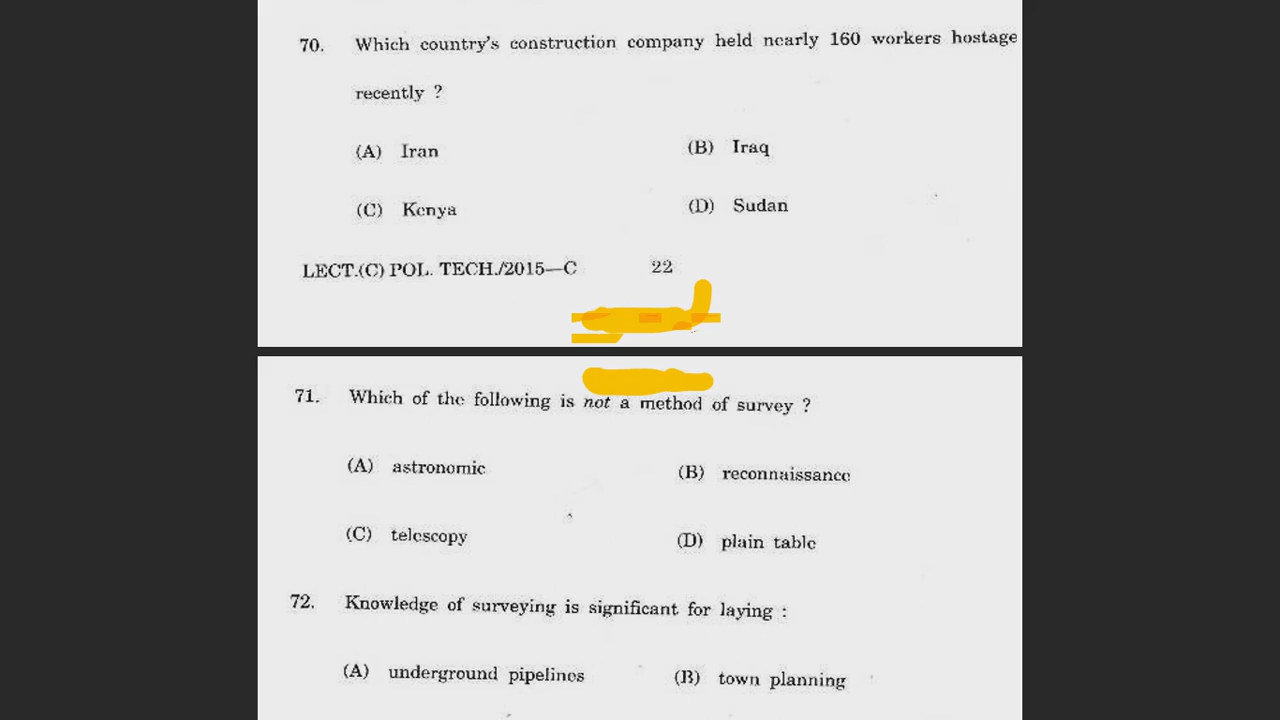 70. Which country's construction company held nearly 160 workers hostage
recently ?
(A) Iran (B) Iraq
(C) Kenya (D) Sudan
LECT.(C) POL. TECH./2015—C 22
71. Which of the following is not a method of survey ?
(A) astronomic (B) reconnaissance
(C) telescopy (D) plain table
72. Knowledge of surveying is significant for laying :
(A) underground pipelines (B) town planning